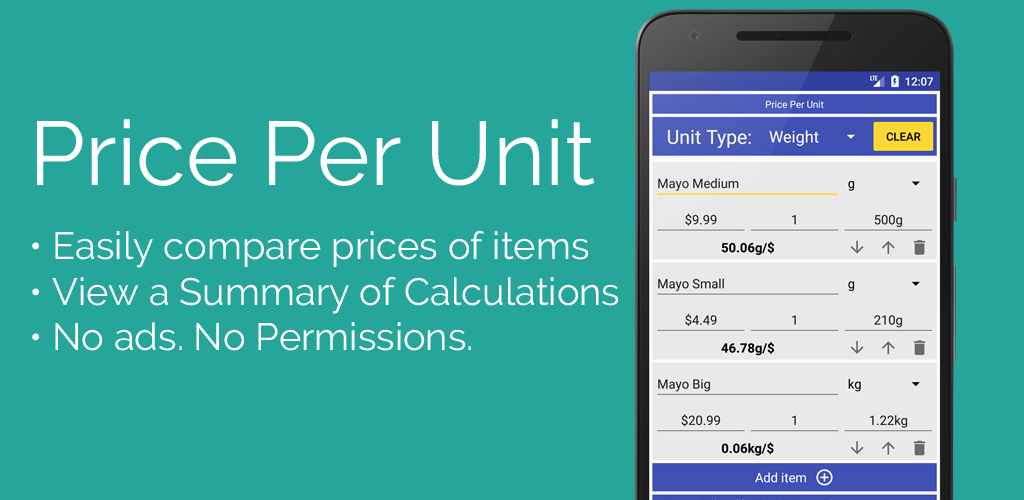 Price Per Unit
• Easily compare prices of items
• View a Summary of Calculations
• No ads. No Permissions.
LTE 12:07
Price Per Unit
Unit Type: Weight CLEAR
Mayo Medium g
$9.99 1 500g
50.06g/$
Mayo Small g
$4.49 1 210g
46.78g/$
Mayo Big kg
$20.99 1 1.22kg
0.06kg/$
Add item